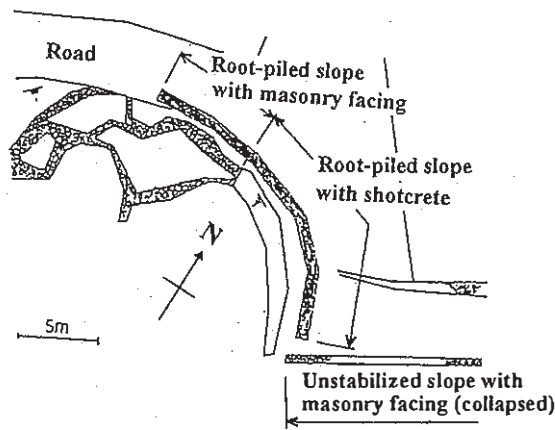 Road
Root-piled slope
with masonry facing
Root-piled slope
with shotcrete
N
5m
Unstabilized slope with
masonry facing (collapsed)